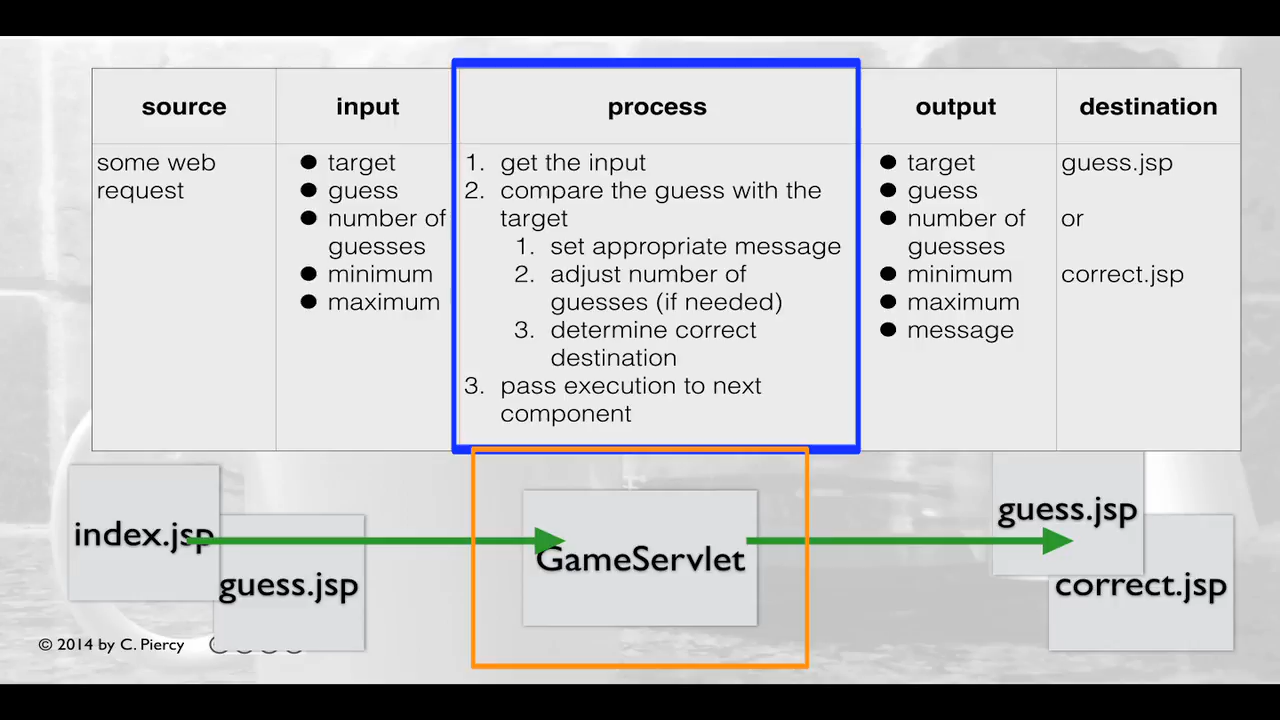 source
input
process
output
destination
some web
request
● target
● guess
● number of
guesses
● minimum
● maximum
1. get the input
2. compare the guess with the
target
1. set appropriate message
2. adjust number of
guesses (if needed)
3. determine correct
destination
3. pass execution to next
component
● target
● guess
● number of
guesses
● minimum
● maximum
● message
guess.jsp
or
correct.jsp
index.jsp
guess.jsp
GameServlet
guess.jsp
correct.jsp
© 2014 by C. Piercy